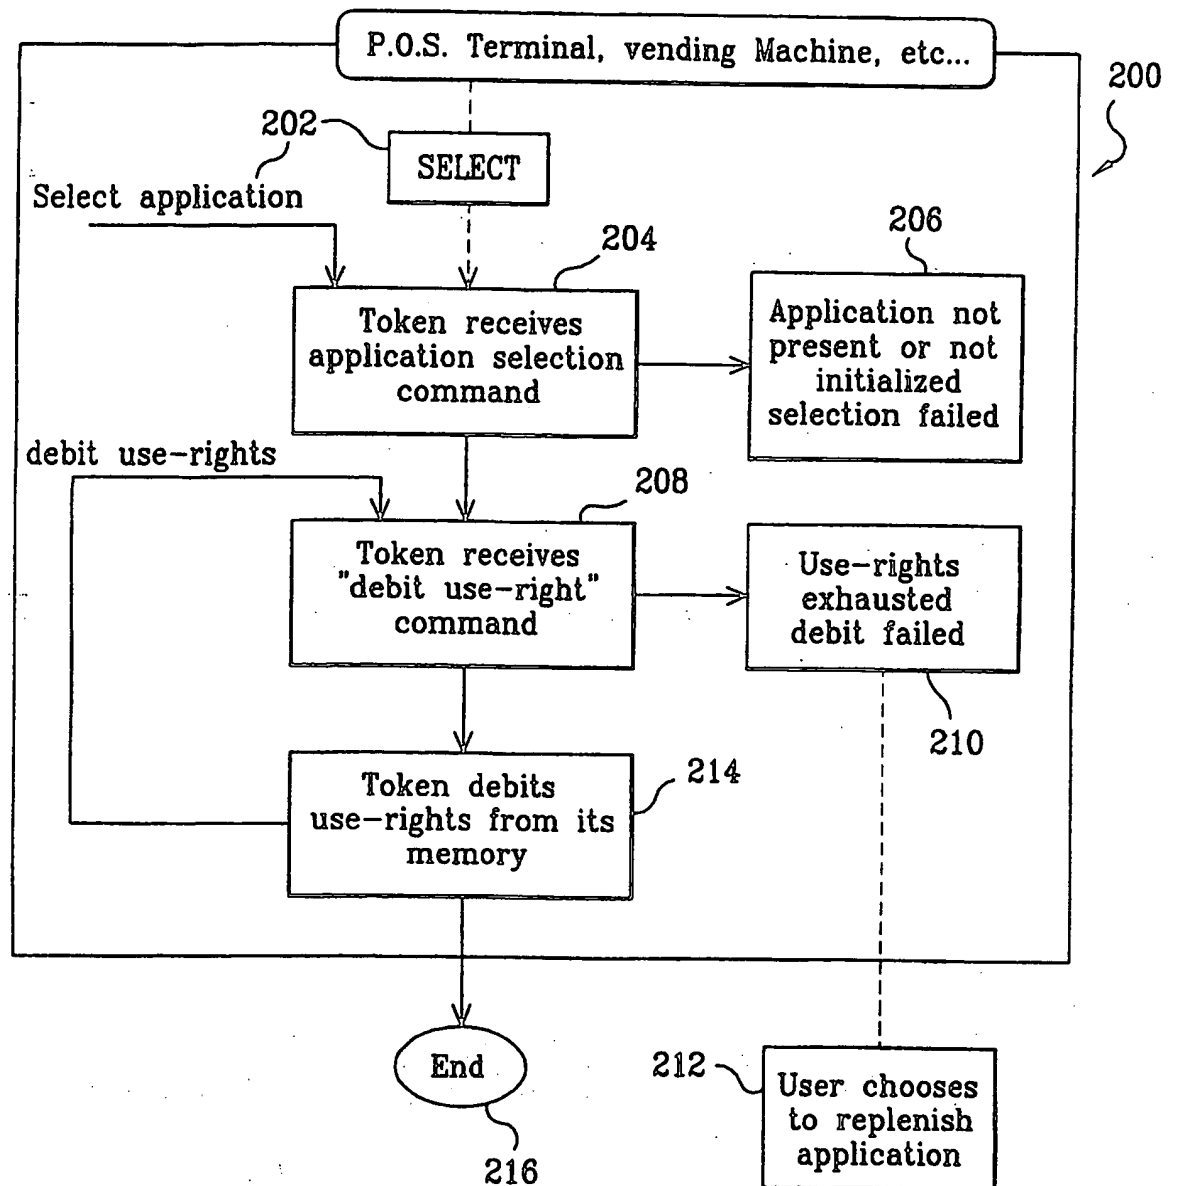 P.O.S. Terminal, vending Machine, etc...
200
202
SELECT
Select application
204
206
Token receives
application selection
command
Application not
present or not
initialized
selection failed
debit use-rights
208
Token receives
"debit use-right"
command
Use-rights
exhausted
debit failed
210
214
Token debits
use-rights from its
memory
End
216
212
User chooses
to replenish
application